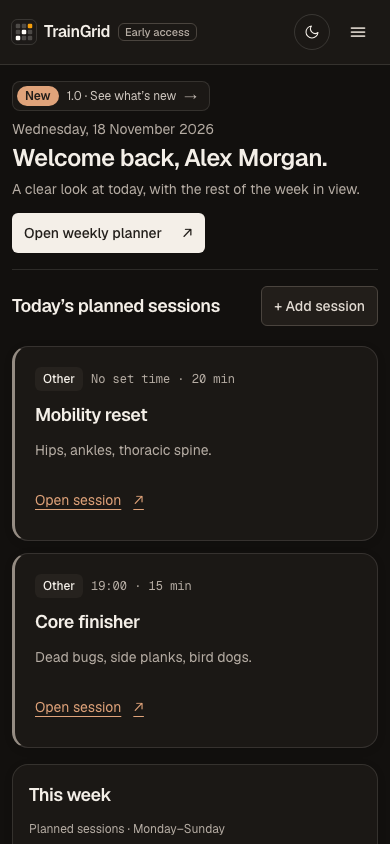 TrainGrid Early access
New 1.0 · See what’s new →
Wednesday, 18 November 2026
Welcome back, Alex Morgan.
A clear look at today, with the rest of the week in view.
Open weekly planner ↗
Today’s planned sessions + Add session
Other No set time · 20 min
Mobility reset
Hips, ankles, thoracic spine.
Open session ↗
Other 19:00 · 15 min
Core finisher
Dead bugs, side planks, bird dogs.
Open session ↗
This week
Planned sessions · Monday–Sunday